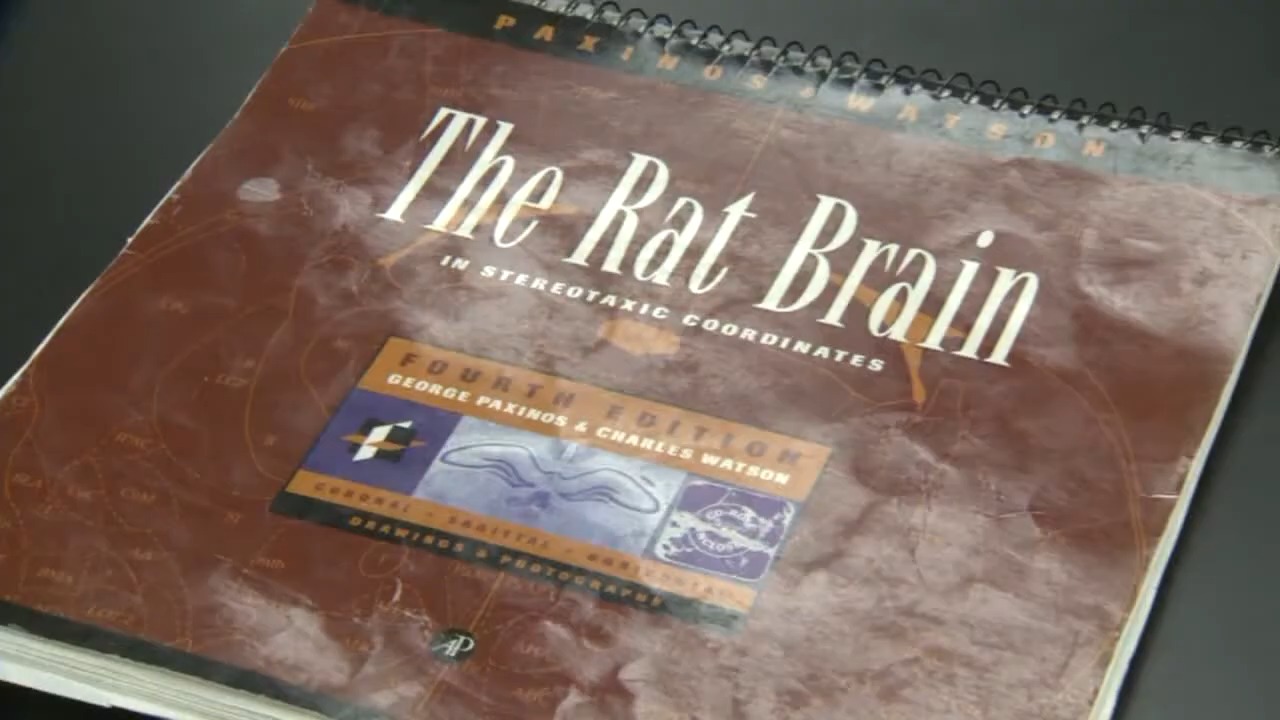 PAXINOS & WATSON
The Rat Brain
IN STEREOTAXIC COORDINATES
FOURTH EDITION
GEORGE PAXINOS & CHARLES WATSON
CORONAL - SAGITTAL - HORIZONTAL
DRAWINGS & PHOTOGRAPHS
AP